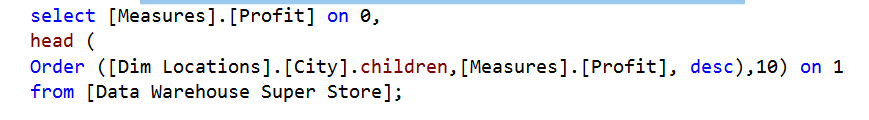 select [Measures].[Profit] on 0,
head (
Order ([Dim Locations].[City].children,[Measures].[Profit], desc),10) on 1
from [Data Warehouse Super Store];